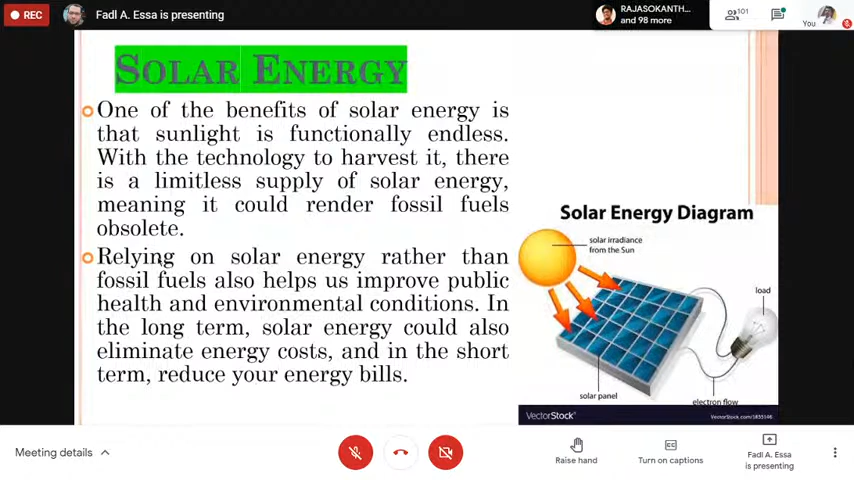 REC
Fadl A. Essa is presenting
RAJASOKANTH...
and 98 more
101
You
SOLAR ENERGY
One of the benefits of solar energy is
that sunlight is functionally endless.
With the technology to harvest it, there
is a limitless supply of solar energy,
meaning it could render fossil fuels
obsolete.
Relying on solar energy rather than
fossil fuels also helps us improve public
health and environmental conditions. In
the long term, solar energy could also
eliminate energy costs, and in the short
term, reduce your energy bills.
Solar Energy Diagram
solar irradiance
from the Sun
load
solar panel
electron flow
VectorStock
Meeting details
Raise hand
Turn on captions
Fadl A. Essa
is presenting